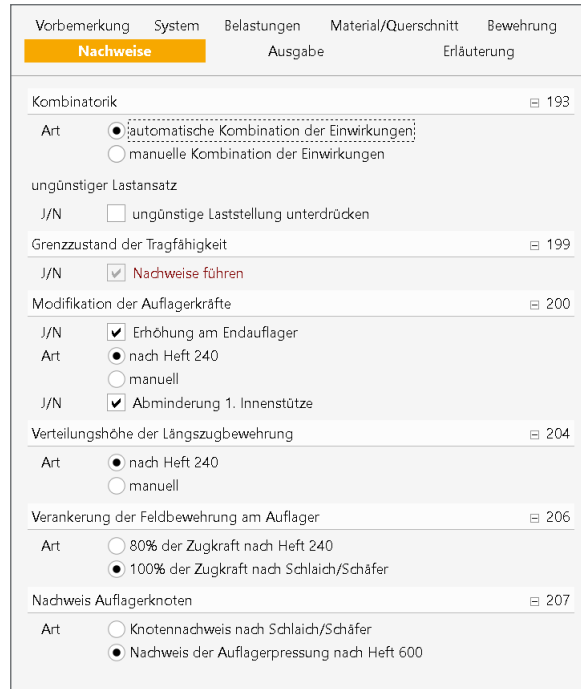 Vorbemerkung System Belastungen Material/Querschnitt Bewehrung
Nachweise Ausgabe Erläuterung
Kombinatorik 193
Art automatische Kombination der Einwirkungen
manuelle Kombination der Einwirkungen
ungünstiger Lastansatz
J/N ungünstige Laststellung unterdrücken
Grenzzustand der Tragfähigkeit 199
J/N Nachweise führen
Modifikation der Auflagerkräfte 200
J/N Erhöhung am Endauflager
Art nach Heft 240
manuell
J/N Abminderung 1. Innenstütze
Verteilungshöhe der Längszugbewehrung 204
Art nach Heft 240
manuell
Verankerung der Feldbewehrung am Auflager 206
Art 80% der Zugkraft nach Heft 240
100% der Zugkraft nach Schlaich/Schäfer
Nachweis Auflagerknoten 207
Art Knotennachweis nach Schlaich/Schäfer
Nachweis der Auflagerpressung nach Heft 600